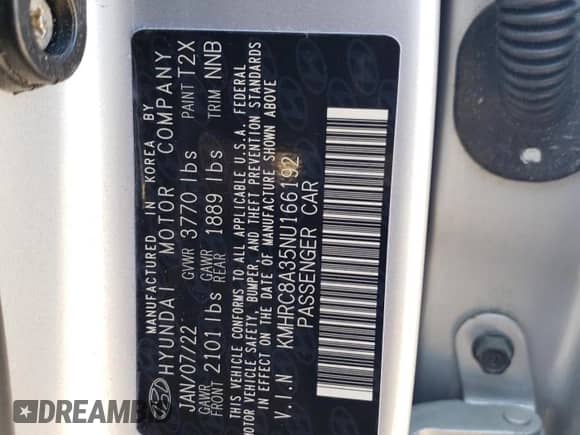 MANUFACTURED IN KOREA BY
HYUNDAI MOTOR COMPANY
JAN/07/22 GVWR 3770 lbs PAINT T2X
GAWR FRONT 2101 lbs GAWR REAR 1889 lbs TRIM NNB
THIS VEHICLE CONFORMS TO ALL APPLICABLE U.S.A. FEDERAL
MOTOR VEHICLE SAFETY, BUMPER, AND THEFT PREVENTION STANDARDS
IN EFFECT ON THE DATE OF MANUFACTURE SHOWN ABOVE
V.I.N KMHRC8A35NU166192
PASSENGER CAR
DREAMBID